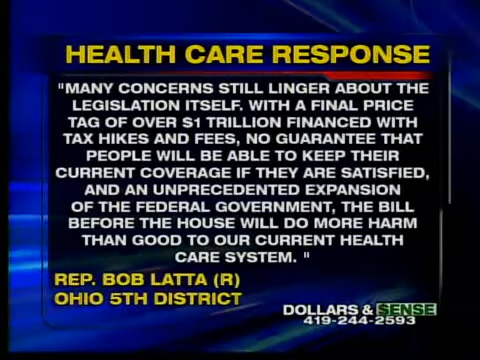 HEALTH CARE RESPONSE
"MANY CONCERNS STILL LINGER ABOUT THE
LEGISLATION ITSELF. WITH A FINAL PRICE
TAG OF OVER $1 TRILLION FINANCED WITH
TAX HIKES AND FEES, NO GUARANTEE THAT
PEOPLE WILL BE ABLE TO KEEP THEIR
CURRENT COVERAGE IF THEY ARE SATISFIED,
AND AN UNPRECEDENTED EXPANSION
OF THE FEDERAL GOVERNMENT, THE BILL
BEFORE THE HOUSE WILL DO MORE HARM
THAN GOOD TO OUR CURRENT HEALTH
CARE SYSTEM. "
REP. BOB LATTA (R)
OHIO 5TH DISTRICT
DOLLARS & SENSE
419-244-2593